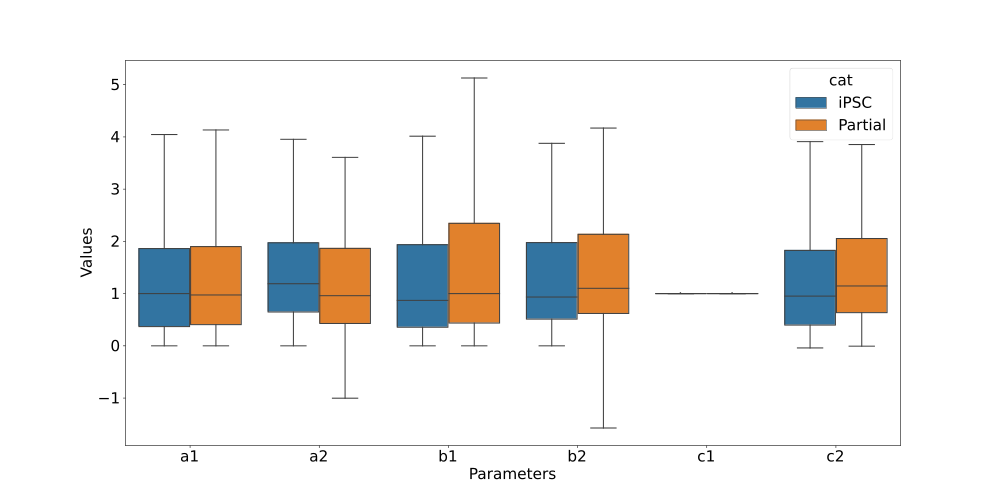 cat
iPSC
Partial
5
4
3
2
1
0
−1
Values
a1 a2 b1 b2 c1 c2
Parameters